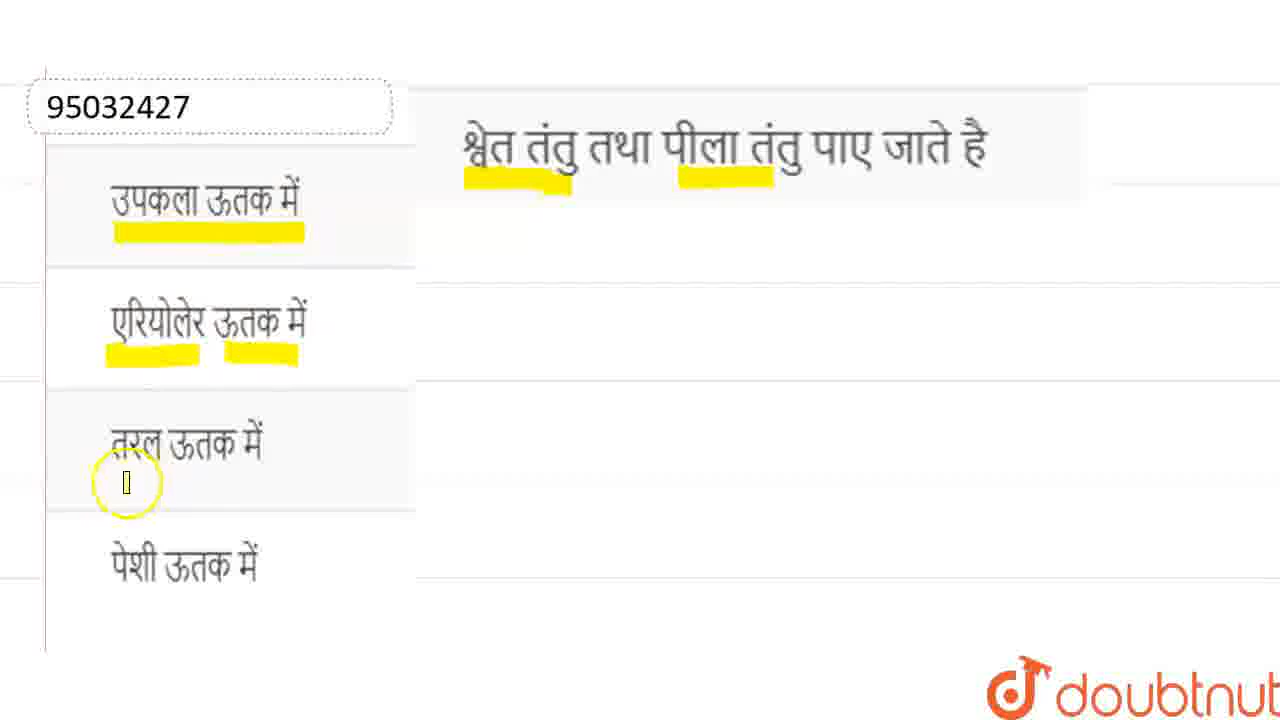 95032427
श्वेत तंतु तथा पीला तंतु पाए जाते है
उपकला ऊतक में
एरियोलेर ऊतक में
तरल ऊतक में
पेशी ऊतक में
doubtnut